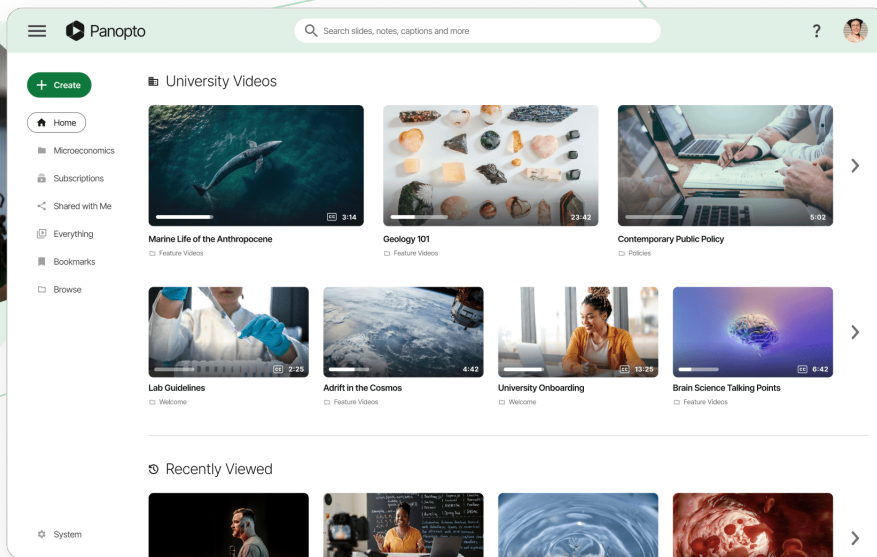 Panopto
Search slides, notes, captions and more
?
Create
Home
Microeconomics
Subscriptions
Shared with Me
Everything
Bookmarks
Browse
System
University Videos
CC 3:14
Marine Life of the Anthropocene
Feature Videos
23:42
Geology 101
Feature Videos
5:02
Contemporary Public Policy
Policies
CC 2:25
Lab Guidelines
Welcome
4:42
Adrift in the Cosmos
Feature Videos
CC 13:25
University Onboarding
Welcome
CC 6:42
Brain Science Talking Points
Feature Videos
Recently Viewed